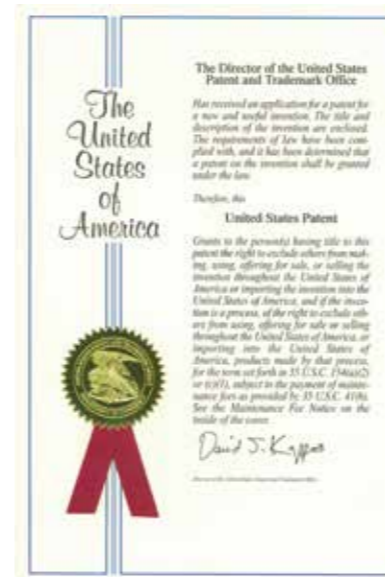 The
United
States
of
America
The Director of the United States
Patent and Trademark Office
Has received an application for a patent for
a new and useful invention. The title and
description of the invention are enclosed.
The requirements of law have been com-
plied with, and it has been determined that
a patent on the invention shall be granted
under the law.
Therefore, this
United States Patent
Grants to the person(s) having title to this
patent the right to exclude others from mak-
ing, using, offering for sale, or selling the
invention throughout the United States of
America or importing the invention into the
United States of America, and if the inven-
tion is a process, of the right to exclude oth-
ers from using, offering for sale or selling
throughout the United States of America, or
importing into the United States of
America, products made by that process,
for the term set forth in 35 U.S.C. 154(a)(2)
or (c)(1), subject to the payment of mainte-
nance fees as provided by 35 U.S.C. 41(b).
See the Maintenance Fee Notice on the
inside of the cover.
David J. Kappos